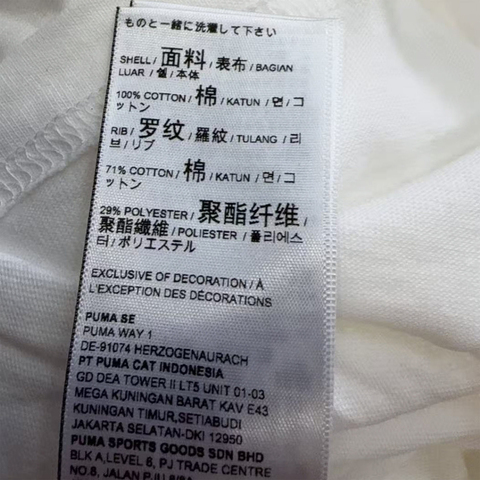 ものと一緒に洗濯して下さい
SHELL / 面料 / 表布 / BAGIAN
LUAR / 쉘 / 本体
100% COTTON / 棉 / KATUN / 면 / コ
ットン
RIB / 罗纹 / 羅紋 / TULANG / 리
브 / リブ
71% COTTON / 棉 / KATUN / 면 / コ
ットン
29% POLYESTER / 聚酯纤维 /
聚酯纖維 / POLIESTER / 폴리에스
터 / ポリエステル
EXCLUSIVE OF DECORATION / À
L'EXCEPTION DES DÉCORATIONS
PUMA SE
PUMA WAY 1
DE-91074 HERZOGENAURACH
PT PUMA CAT INDONESIA
GD DEA TOWER II LT5 UNIT 01-03
MEGA KUNINGAN BARAT KAV E43
KUNINGAN TIMUR,SETIABUDI
JAKARTA SELATAN-DKI 12950
PUMA SPORTS GOODS SDN BHD
BLK A,LEVEL 6, PJ TRADE CENTRE
NO.8, JALAN PJU